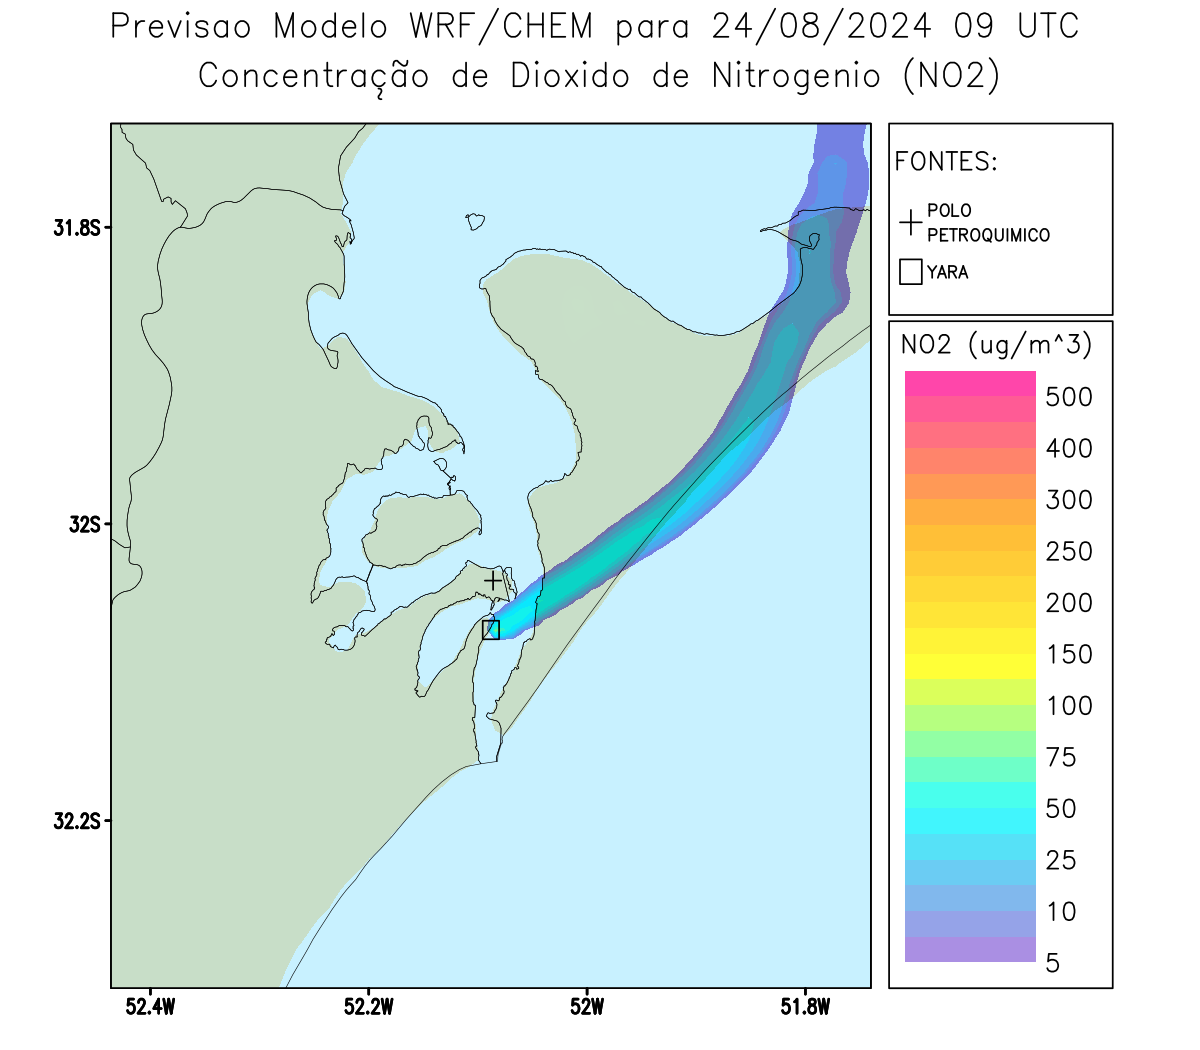 Previsao Modelo WRF/CHEM para 24/08/2024 09 UTC
Concentração de Dioxido de Nitrogenio (NO2)
FONTES:
POLO
PETROQUIMICO
YARA
31.8S
32S
32.2S
52.4W
52.2W
52W
51.8W
NO2 (ug/m^3)
500
400
300
250
200
150
100
75
50
25
10
5